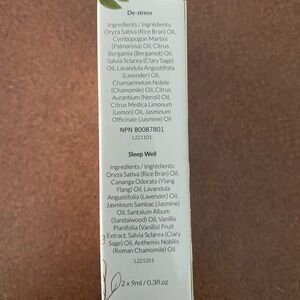 De-stress
Ingredients / Ingrédients:
Oryza Sativa (Rice Bran) Oil,
Cymbopogon Martini
(Palmarosa) Oil, Citrus
Bergamia (Bergamot) Oil,
Salvia Sclarea (Clary Sage)
Oil, Lavandula Angustifolia
(Lavender) Oil,
Chamaemelum Nobile
(Chamomile) Oil, Citrus
Aurantium (Neroli) Oil,
Citrus Medica Limonum
(Lemon) Oil, Jasminum
Officinale (Jasmine) Oil
NPN 80087801
L221101
Sleep Well
Ingredients / Ingrédients:
Oryza Sativa (Rice Bran) Oil,
Cananga Odorata (Ylang
Ylang) Oil, Lavandula
Angustifolia (Lavender) Oil,
Jasminum Sambac (Jasmine)
Oil, Santalum Album
(Sandalwood) Oil, Vanilla
Planifolia (Vanilla) Fruit
Extract, Salvia Sclarea (Clary
Sage) Oil, Anthemis Nobilis
(Roman Chamomile) Oil
L221201
2 x 9ml / 0.3fl.oz